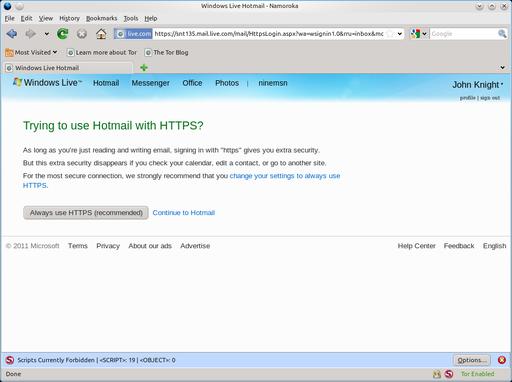 Windows Live Hotmail - Namoroka
File Edit View History Bookmarks Tools Help
live.com https://snt135.mail.live.com/mail/HttpsLogin.aspx?wa=wsignin1.0&rru=inbox&mc Google
Most Visited Learn more about Tor The Tor Blog
Windows Live Hotmail
Windows Live™ Hotmail Messenger Office Photos | ninemsn John Knight
profile | sign out
Trying to use Hotmail with HTTPS?
As long as you're just reading and writing email, signing in with "https" gives you extra security.
But this extra security disappears if you check your calendar, edit a contact, or go to another site.
For the most secure connection, we strongly recommend that you change your settings to always use
HTTPS.
Always use HTTPS (recommended) Continue to Hotmail
© 2011 Microsoft Terms Privacy About our ads Advertise Help Center Feedback English
Scripts Currently Forbidden | <SCRIPT>: 19 | <OBJECT>: 0 Options...
Done Tor Enabled